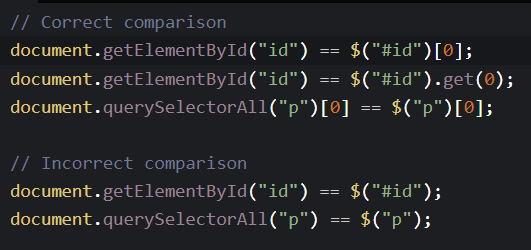 // Correct comparison
document.getElementById("id") == $("#id")[0];
document.getElementById("id") == $("#id").get(0);
document.querySelectorAll("p")[0] == $("p")[0];
// Incorrect comparison
document.getElementById("id") == $("#id");
document.querySelectorAll("p") == $("p");